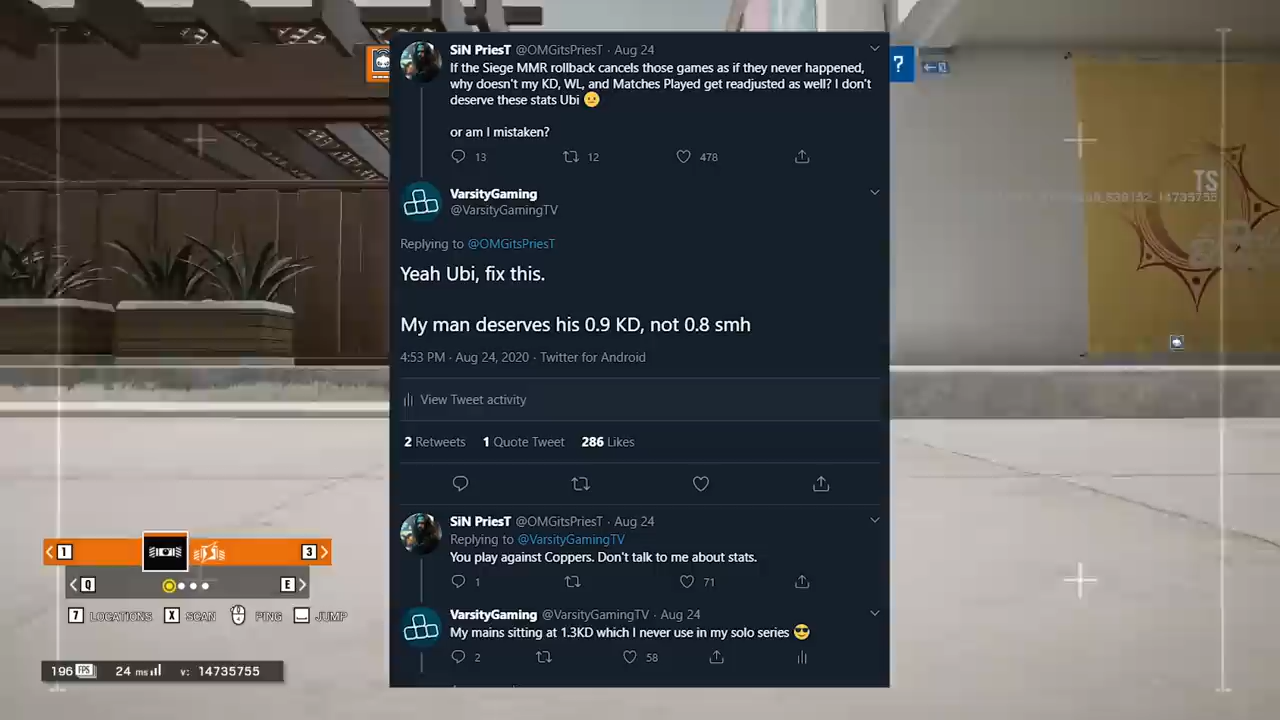 SiN PriesT @OMGitsPriesT · Aug 24
If the Siege MMR rollback cancels those games as if they never happened,
why doesn't my KD, WL, and Matches Played get readjusted as well? I don't
deserve these stats Ubi 😕
or am I mistaken?
13 12 478
VarsityGaming
@VarsityGamingTV
Replying to @OMGitsPriesT
Yeah Ubi, fix this.
My man deserves his 0.9 KD, not 0.8 smh
4:53 PM · Aug 24, 2020 · Twitter for Android
View Tweet activity
2 Retweets 1 Quote Tweet 286 Likes
SiN PriesT @OMGitsPriesT · Aug 24
Replying to @VarsityGamingTV
You play against Coppers. Don't talk to me about stats.
1 71
VarsityGaming @VarsityGamingTV · Aug 24
My mains sitting at 1.3KD which I never use in my solo series 😎
2 58
?
TS
1 3
Q E
7 LOCATIONS X SCAN PING JUMP
196 FPS 24 ms v: 14735755